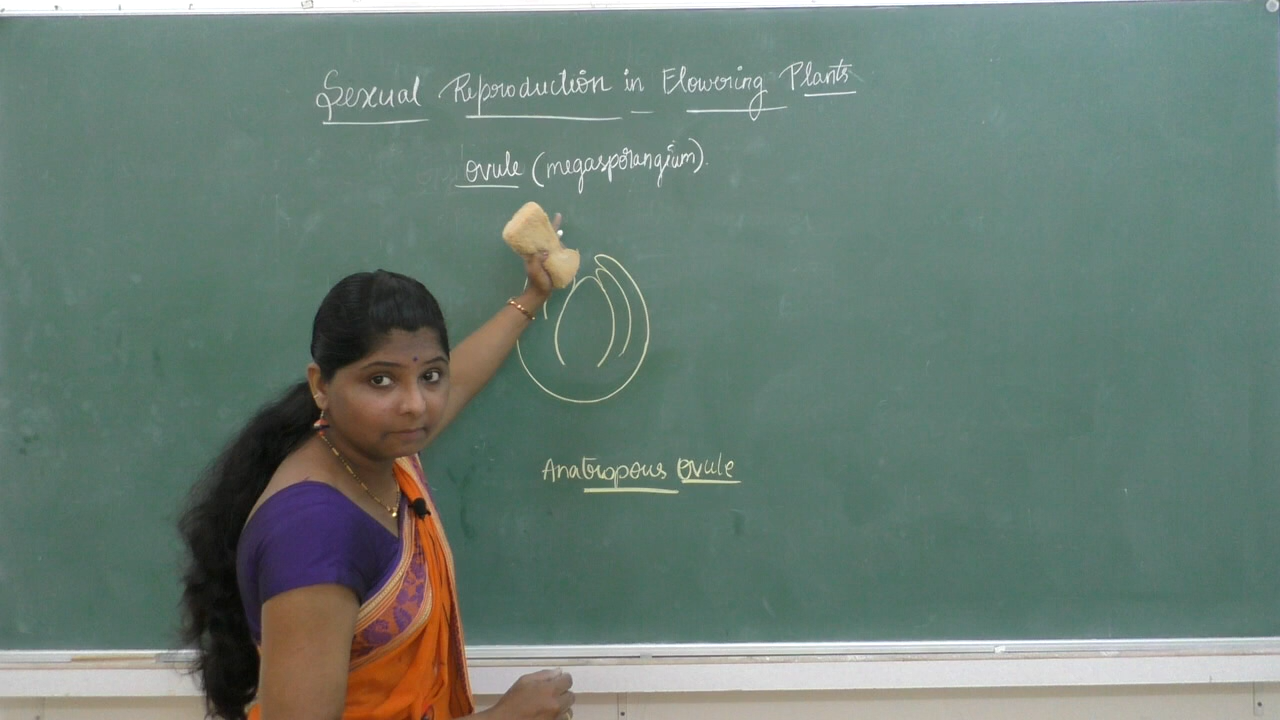 Sexual Reproduction in Flowering Plants
ovule (megasporangium).
Anatropous ovule